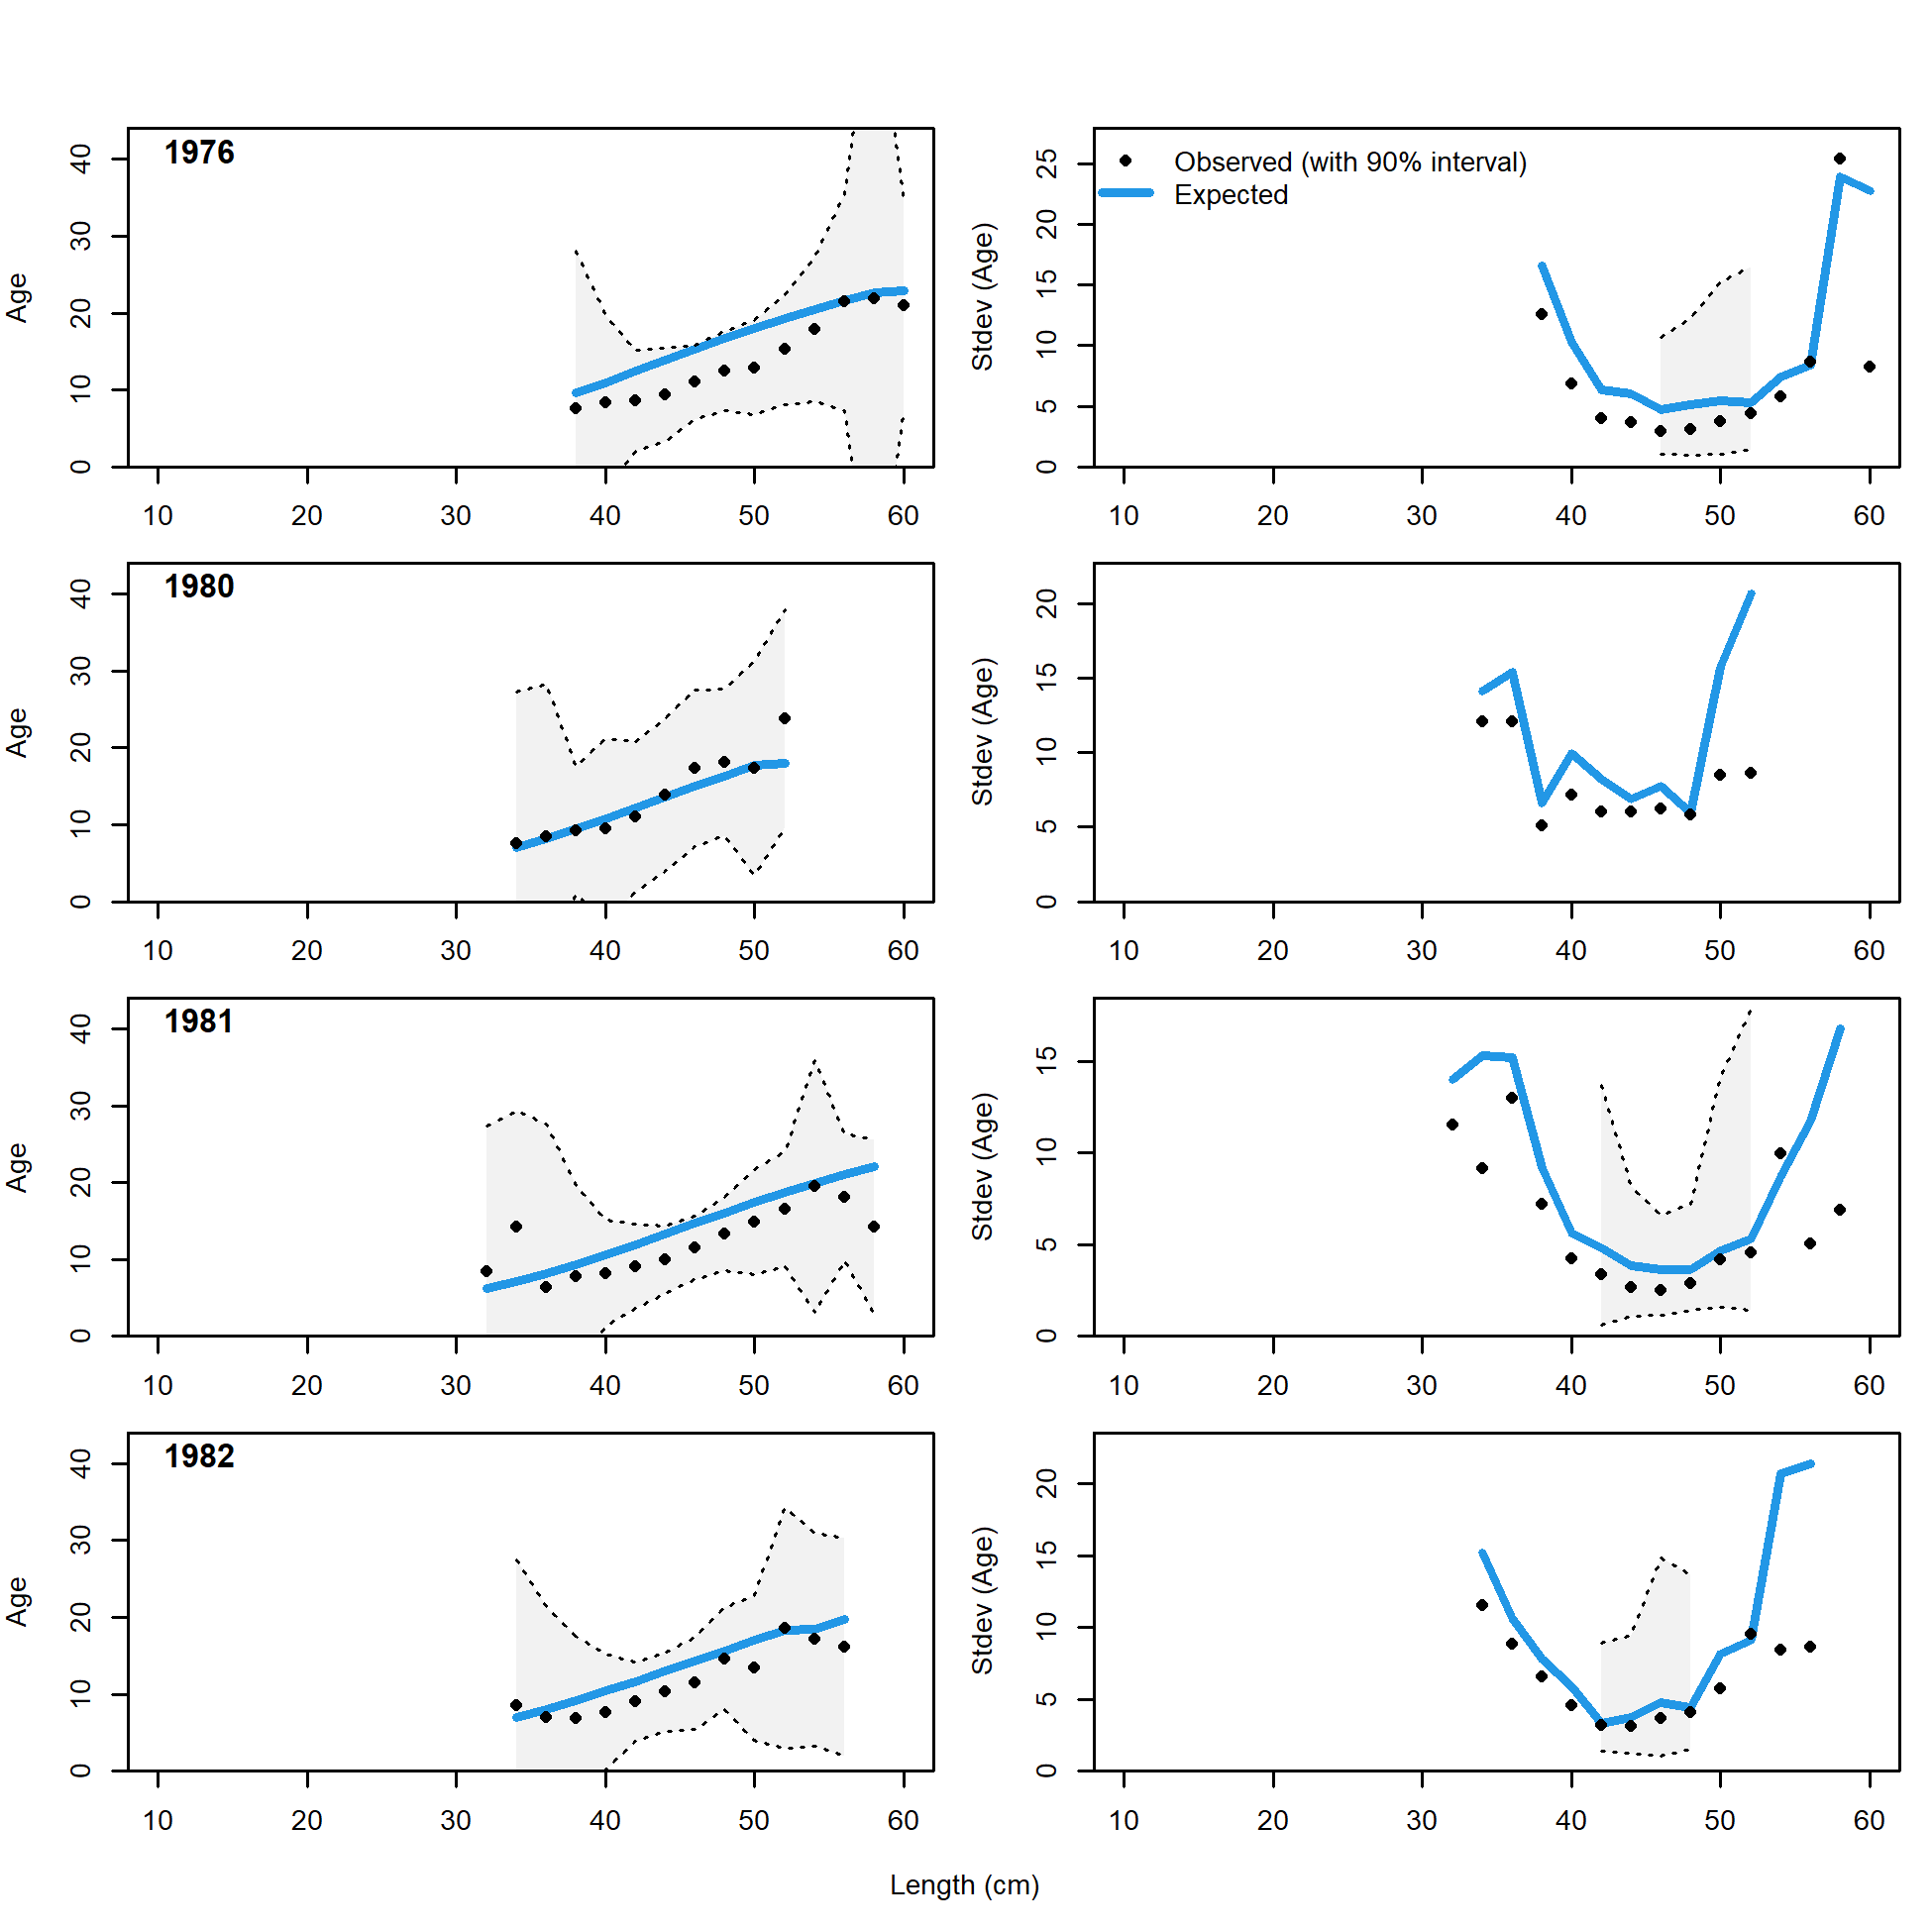 1976
Age
0 10 20 30 40
10 20 30 40 50 60
Observed (with 90% interval)
Expected
Stdev (Age)
0 5 10 15 20 25
10 20 30 40 50 60
1980
Age
0 10 20 30 40
10 20 30 40 50 60
Stdev (Age)
0 5 10 15 20
10 20 30 40 50 60
1981
Age
0 10 20 30 40
10 20 30 40 50 60
Stdev (Age)
0 5 10 15
10 20 30 40 50 60
1982
Age
0 10 20 30 40
10 20 30 40 50 60
Stdev (Age)
0 5 10 15 20
10 20 30 40 50 60
Length (cm)